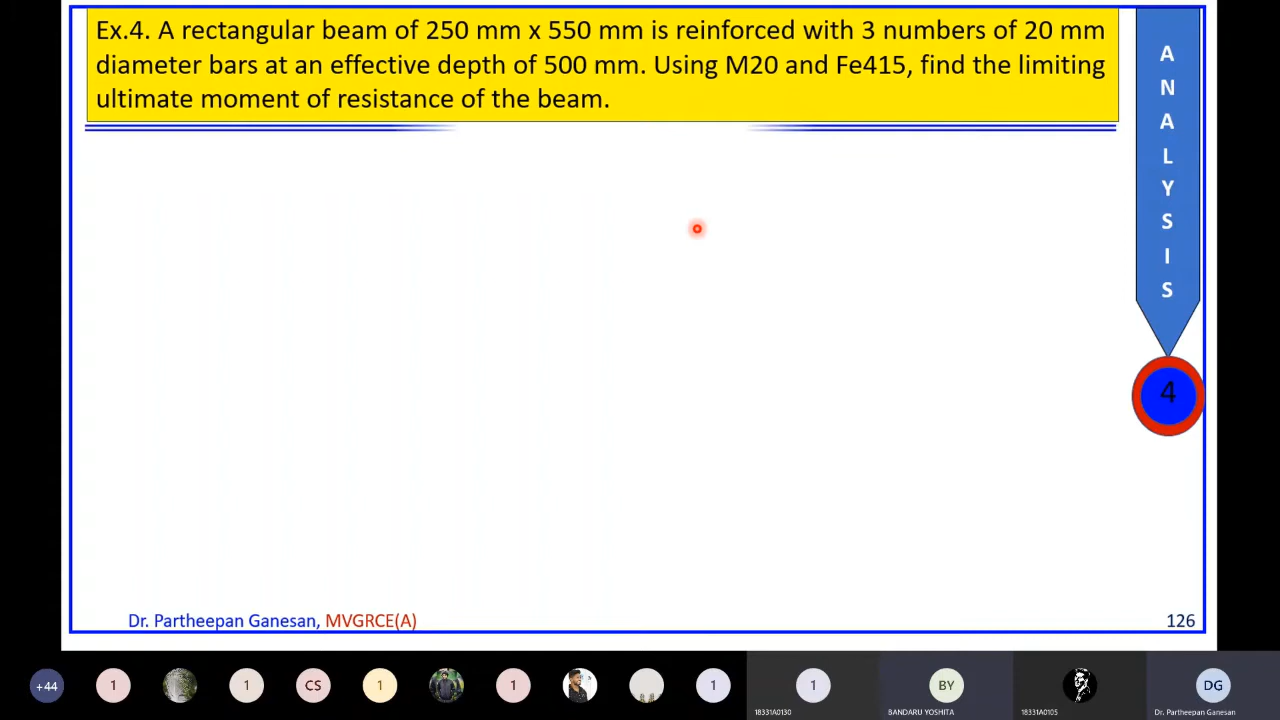 Ex.4. A rectangular beam of 250 mm x 550 mm is reinforced with 3 numbers of 20 mm
diameter bars at an effective depth of 500 mm. Using M20 and Fe415, find the limiting
ultimate moment of resistance of the beam.
A
N
A
L
Y
S
I
S
4
Dr. Partheepan Ganesan, MVGRCE(A)
126
+44
1
1
CS
1
1
1
1
BY
DG
18331A0130
BANDARU YOSHITA
18331A0105
Dr. Partheepan Ganesan